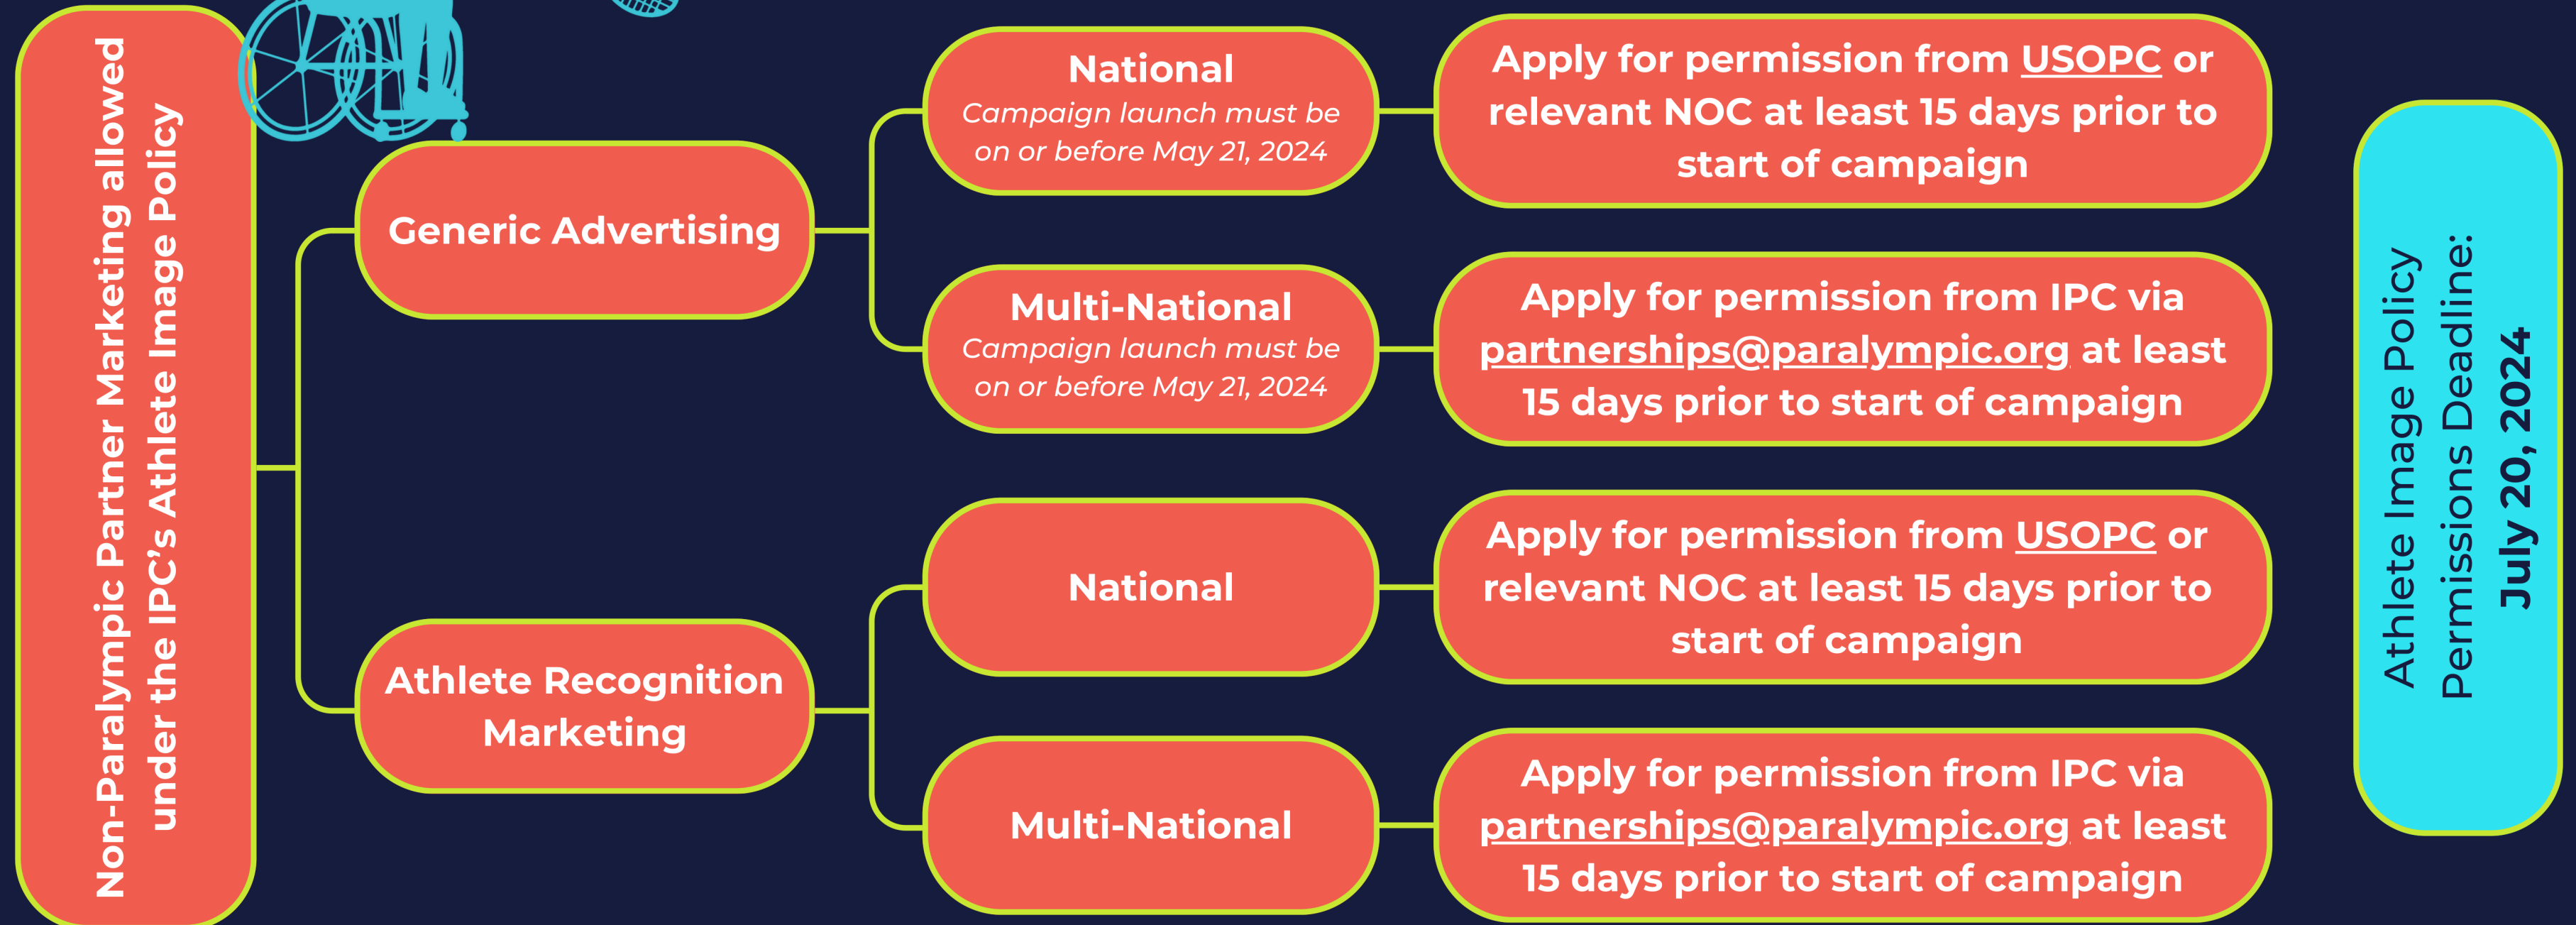 Non-Paralympic Partner Marketing allowed
under the IPC's Athlete Image Policy
Generic Advertising
National
Campaign launch must be
on or before May 21, 2024
Apply for permission from USOPC or
relevant NOC at least 15 days prior to
start of campaign
Multi-National
Campaign launch must be
on or before May 21, 2024
Apply for permission from IPC via
partnerships@paralympic.org at least
15 days prior to start of campaign
Athlete Recognition
Marketing
National
Apply for permission from USOPC or
relevant NOC at least 15 days prior to
start of campaign
Multi-National
Apply for permission from IPC via
partnerships@paralympic.org at least
15 days prior to start of campaign
Athlete Image Policy
Permissions Deadline:
July 20, 2024